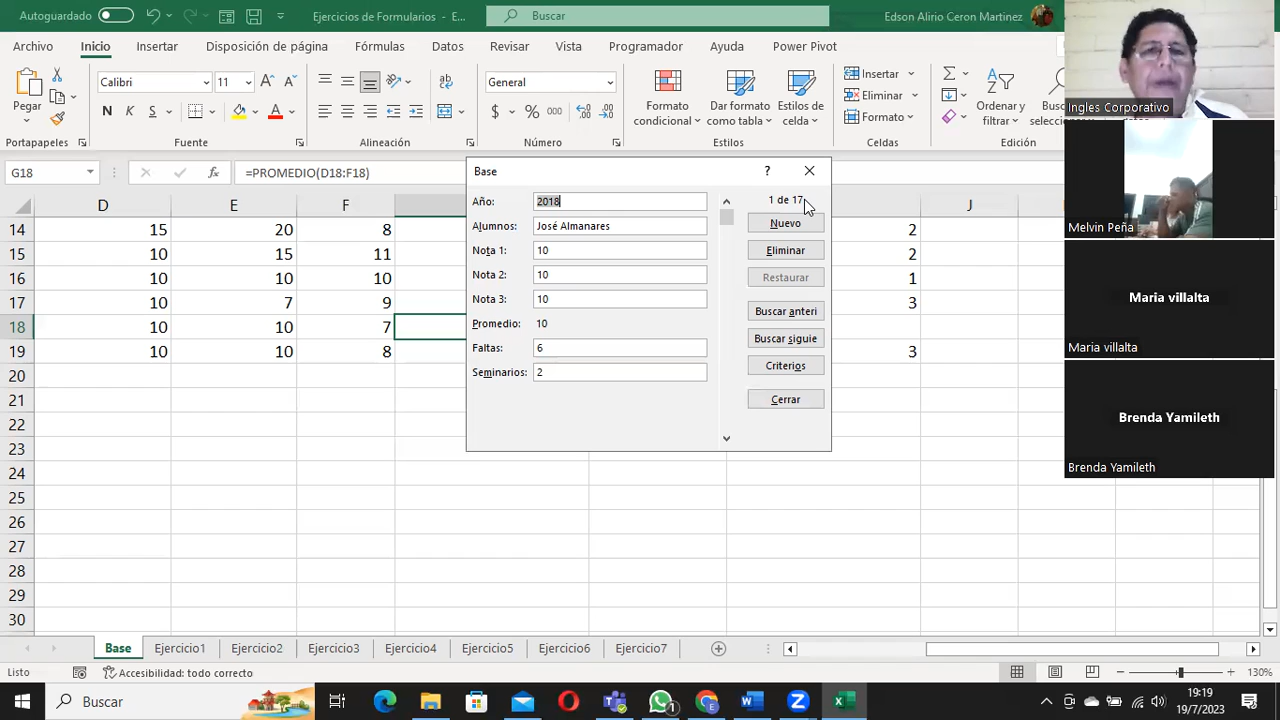 Autoguardado
Ejercicios de Formularios - E...
Buscar
Edson Alirio Ceron Martinez
Archivo Inicio Insertar Disposición de página Fórmulas Datos Revisar Vista Programador Ayuda Power Pivot
Pegar
Calibri 11
N K S
General
$ % 000
Formato condicional
Dar formato como tabla
Estilos de celda
Insertar
Eliminar
Formato
Ordenar y filtrar
Portapapeles Fuente Alineación Número Estilos Celdas
G18 fx =PROMEDIO(D18:F18)
D E F J
14 15 20 8 2
15 10 15 11 2
16 10 10 10 1
17 10 7 9 3
18 10 10 7
19 10 10 8 3
20
21
22
23
24
25
26
27
28
29
30
Base ?
Año: 2018
Alumnos: José Almanares
Nota 1: 10
Nota 2: 10
Nota 3: 10
Promedio: 10
Faltas: 6
Seminarios: 2
1 de 17
Nuevo
Eliminar
Restaurar
Buscar anteri
Buscar siguie
Criterios
Cerrar
Ingles Corporativo
Melvin Peña
Maria villalta
Maria villalta
Brenda Yamileth
Brenda Yamileth
Base Ejercicio1 Ejercicio2 Ejercicio3 Ejercicio4 Ejercicio5 Ejercicio6 Ejercicio7
Listo Accesibilidad: todo correcto 130%
Buscar
19:19
19/7/2023